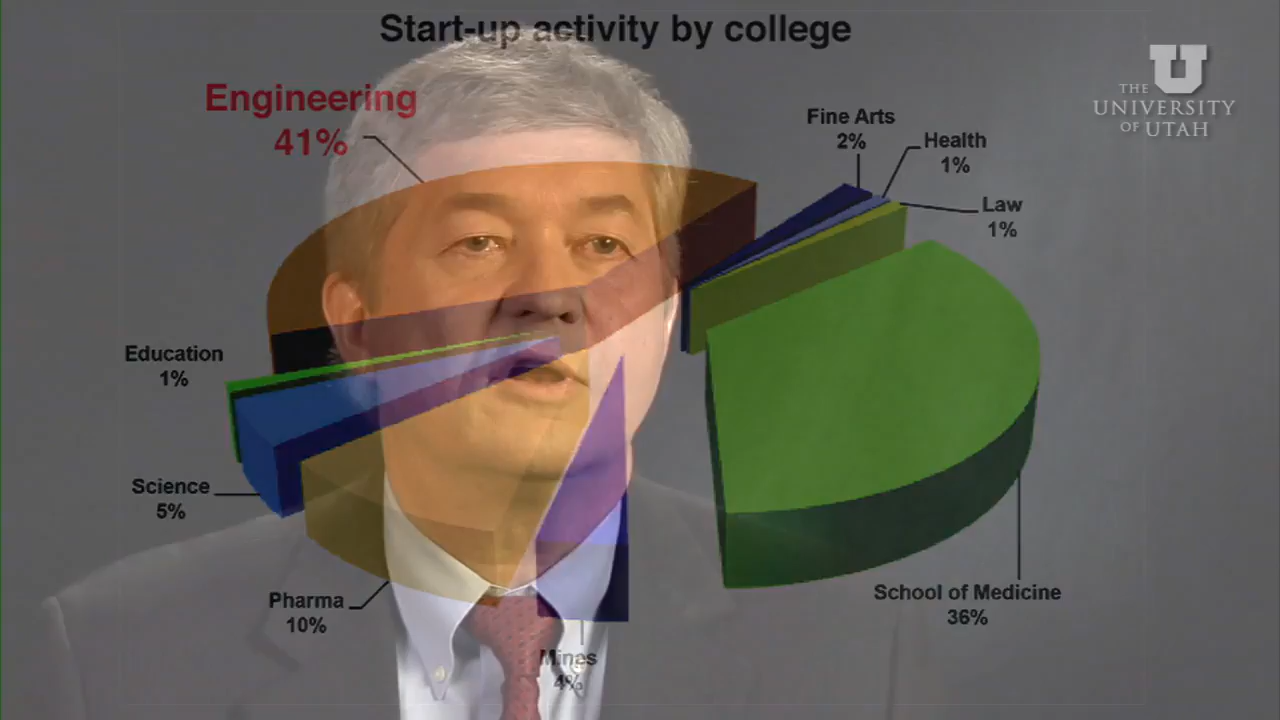 Start-up activity by college
Engineering
41%
Fine Arts
2%
Health
1%
Law
1%
THE
UNIVERSITY
OF UTAH
Education
1%
Science
5%
Pharma
10%
Mines
4%
School of Medicine
36%